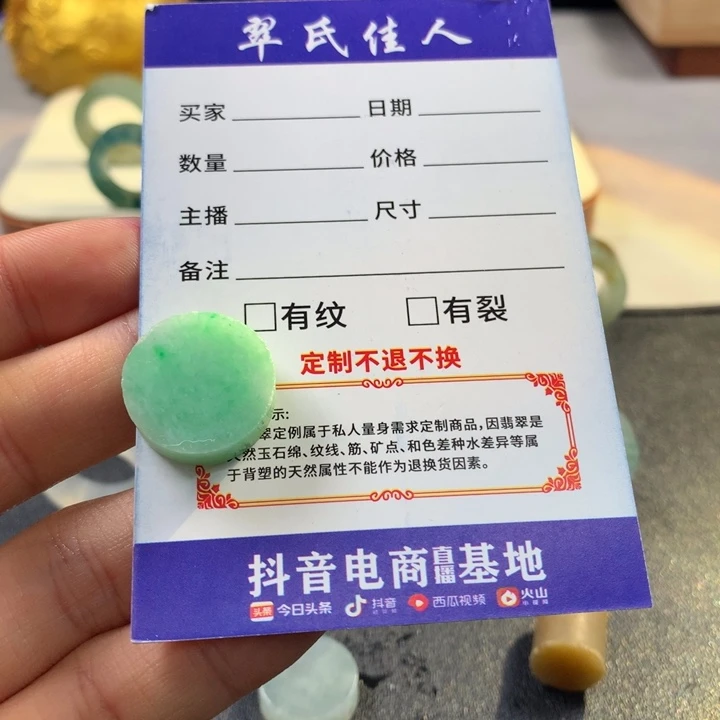 翠氏佳人
买家 日期
数量 价格
主播 尺寸
备注
□有纹 □有裂
定制不退不换
示:
翠定例属于私人量身需求定制商品,因翡翠是
天然玉石绵、纹线、筋、矿点、和色差种水差异等属
于背塑的天然属性不能作为退换货因素。
抖音电商直播基地
头条 今日头条 抖音 西瓜视频 火山